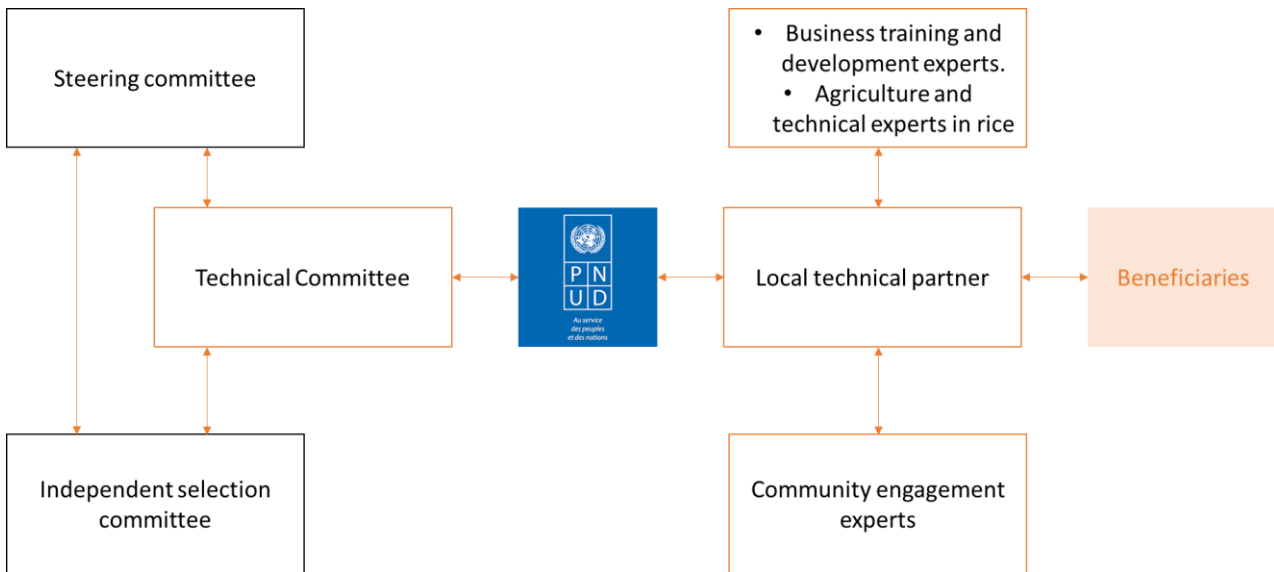 Steering committee
• Business training and
development experts.
• Agriculture and
technical experts in rice
Technical Committee
P N
U D
Au service
des peuples
et des nations
Local technical partner
Beneficiaries
Independent selection
committee
Community engagement
experts